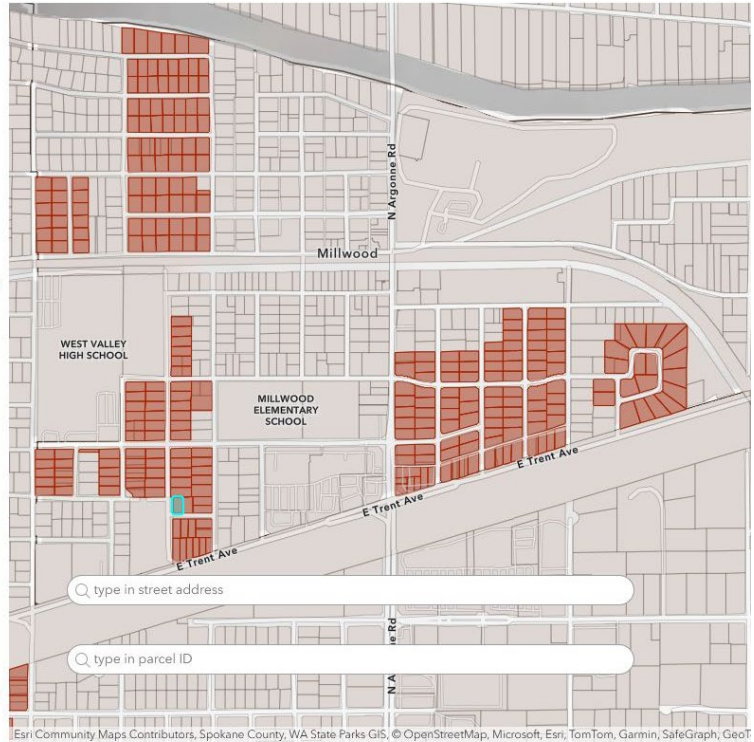 N Argonne Rd
Millwood
WEST VALLEY
HIGH SCHOOL
MILLWOOD
ELEMENTARY
SCHOOL
E Trent Ave
E Trent Ave
E Trent Ave
type in street address
type in parcel ID
Esri Community Maps Contributors, Spokane County, WA State Parks GIS, © OpenStreetMap, Microsoft, Esri, TomTom, Garmin, SafeGraph, GeoT